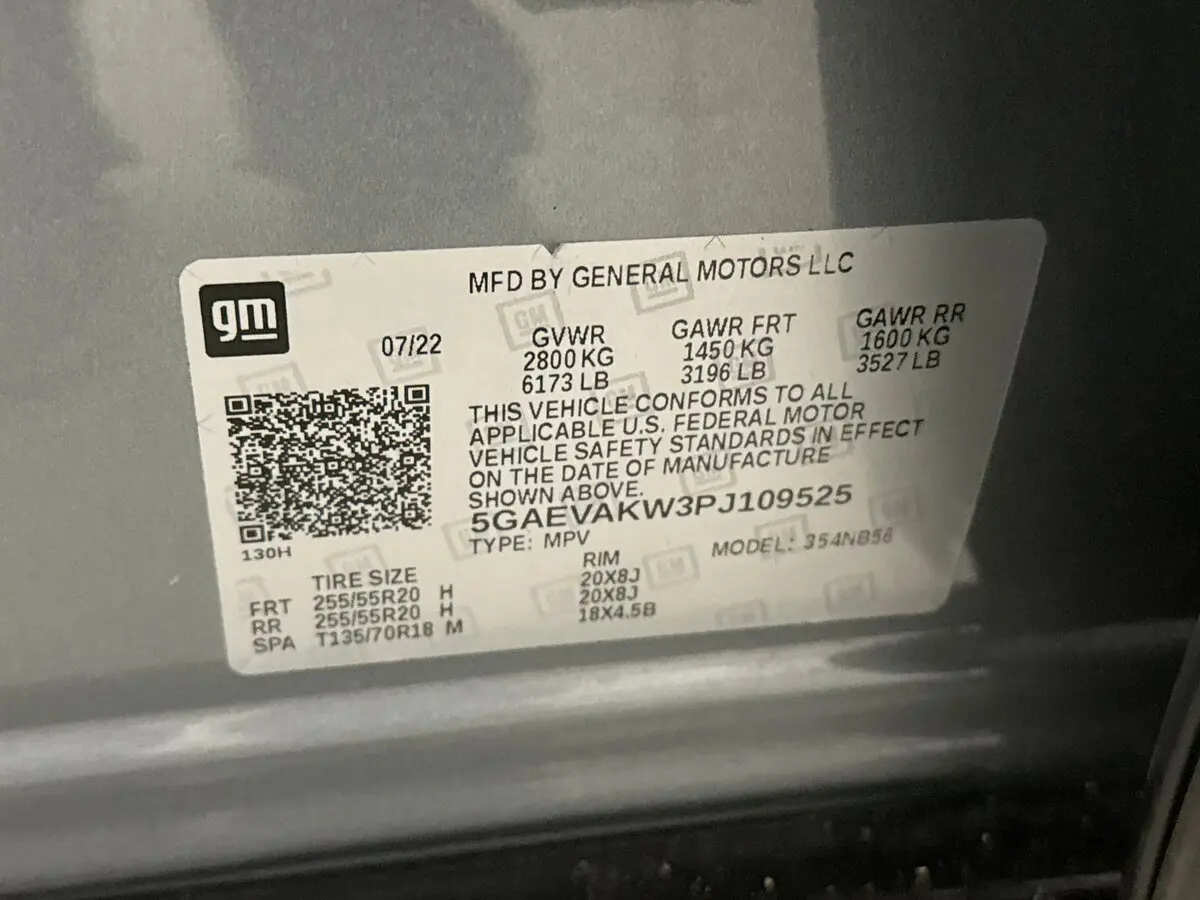 gm
MFD BY GENERAL MOTORS LLC
07/22
GVWR GAWR FRT GAWR RR
2800 KG 1450 KG 1600 KG
6173 LB 3196 LB 3527 LB
THIS VEHICLE CONFORMS TO ALL
APPLICABLE U.S. FEDERAL MOTOR
VEHICLE SAFETY STANDARDS IN EFFECT
ON THE DATE OF MANUFACTURE
SHOWN ABOVE.
5GAEVAKW3PJ109525
TYPE: MPV MODEL: 354NB56
130H
TIRE SIZE RIM
FRT 255/55R20 H 20X8J
RR 255/55R20 H 20X8J
SPA T135/70R18 M 18X4.5B